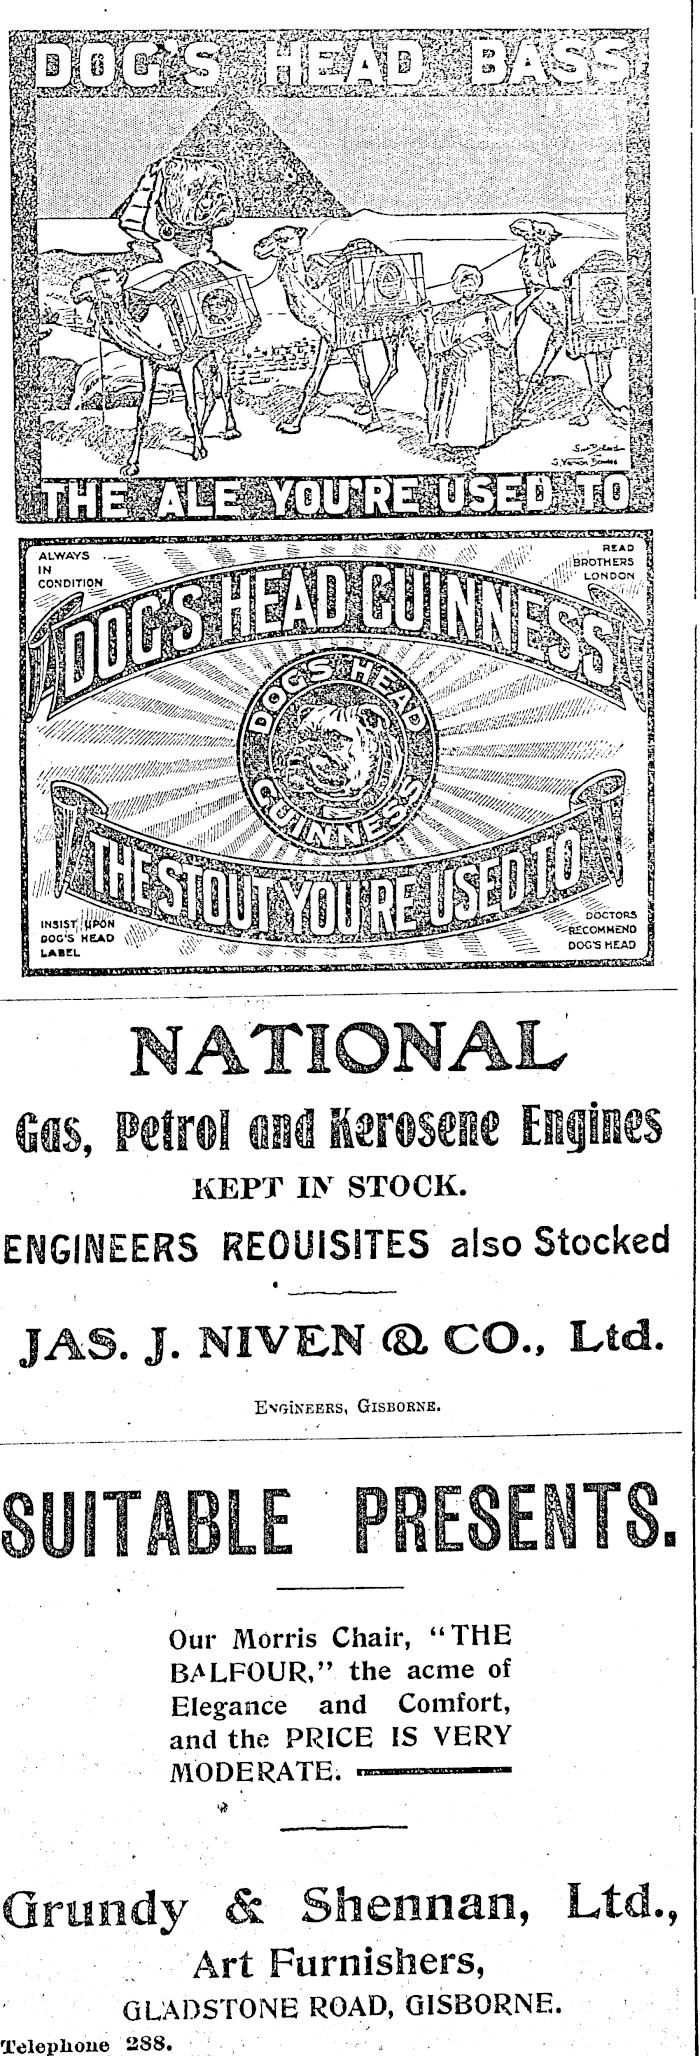 DOG'S HEAD BASS
THE ALE YOU'RE USED TO
ALWAYS
IN
CONDITION
READ
BROTHERS
LONDON
DOG'S HEAD GUINNESS
DOG'S HEAD
GUINNESS
THE STOUT YOU'RE USED TO
INSIST UPON
DOG'S HEAD
LABEL
DOCTORS
RECOMMEND
DOG'S HEAD
NATIONAL
Gas, Petrol and Kerosene Engines
KEPT IN STOCK.
ENGINEERS REQUISITES also Stocked
JAS. J. NIVEN & CO., Ltd.
ENGINEERS, GISBORNE.
SUITABLE PRESENTS.
Our Morris Chair, "THE
BALFOUR," the acme of
Elegance and Comfort,
and the PRICE IS VERY
MODERATE.
Grundy & Shennan, Ltd.,
Art Furnishers,
GLADSTONE ROAD, GISBORNE.
Telephone 288.